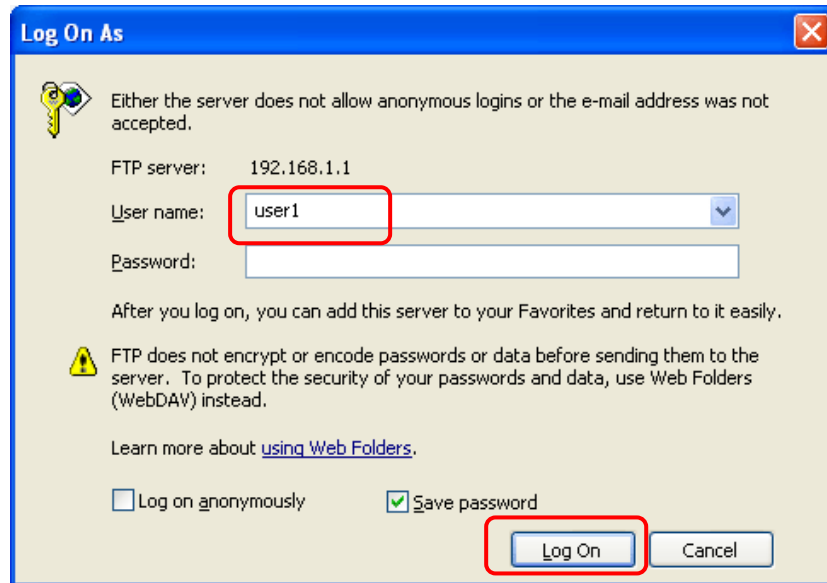 Log On As
Either the server does not allow anonymous logins or the e-mail address was not
accepted.
FTP server: 192.168.1.1
User name: user1
Password:
After you log on, you can add this server to your Favorites and return to it easily.
FTP does not encrypt or encode passwords or data before sending them to the
server. To protect the security of your passwords and data, use Web Folders
(WebDAV) instead.
Learn more about using Web Folders.
Log on anonymously Save password
Log On Cancel